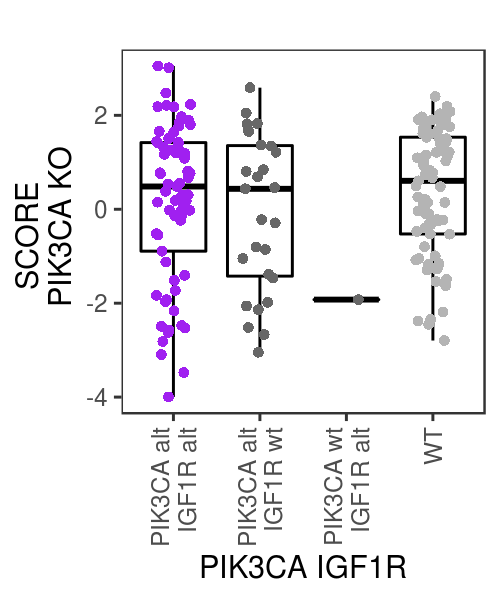 SCORE
PIK3CA KO
2
0
-2
-4
PIK3CA alt
IGF1R alt
PIK3CA alt
IGF1R wt
PIK3CA wt
IGF1R alt
WT
PIK3CA IGF1R